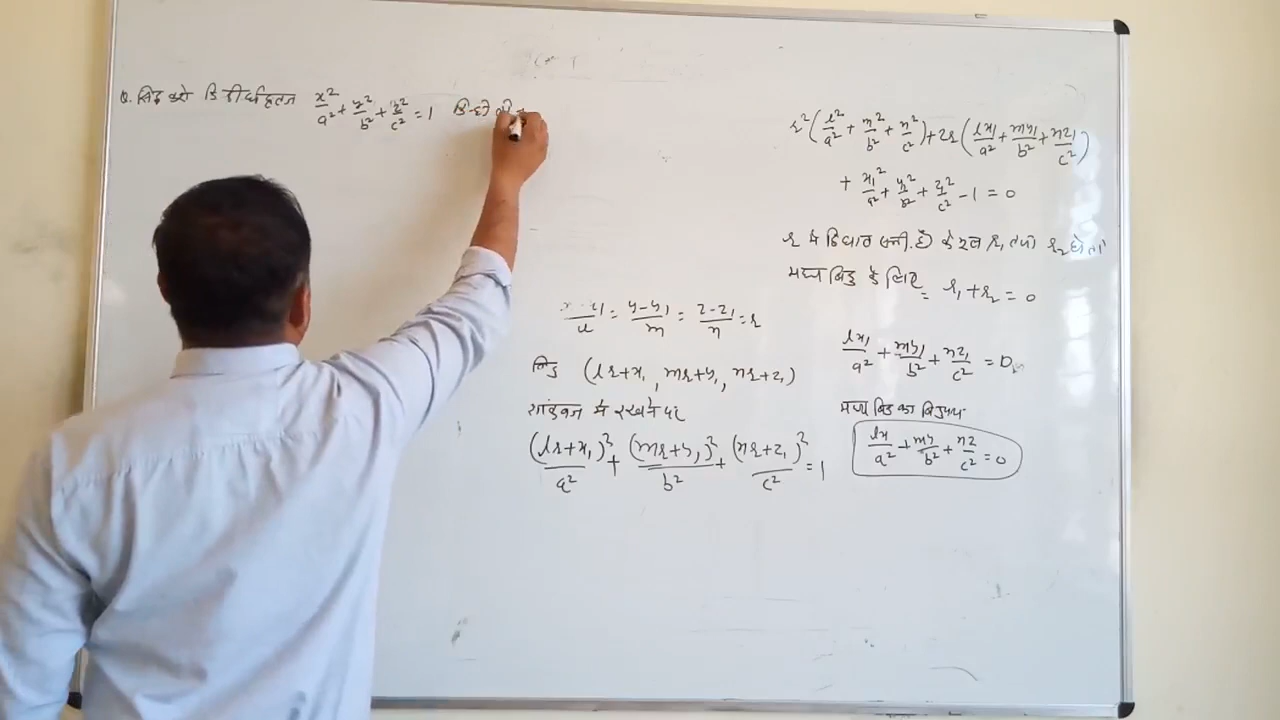 Q. सिद्ध करो कि दीर्घवृत्तज x²/a² + y²/b² + z²/c² = 1 किन्हीं
x - x₁/l = y - y₁/m = z - z₁/n = r
बिंदु (lr + x₁, mr + y₁, nr + z₁)
शांकवज में रखने पर
(lr + x₁)²/a² + (mr + y₁)²/b² + (nr + z₁)²/c² = 1
r²(l²/a² + m²/b² + n²/c²) + 2r(lx₁/a² + my₁/b² + nz₁/c²)
+ x₁²/a² + y₁²/b² + z₁²/c² - 1 = 0
r में द्विघात समी. है के मूल r₁ तथा r₂ होता
मध्य बिंदु के लिए = r₁ + r₂ = 0
lx₁/a² + my₁/b² + nz₁/c² = 0
मध्य बिंदु का बिंदुपथ
lx/a² + my/b² + nz/c² = 0